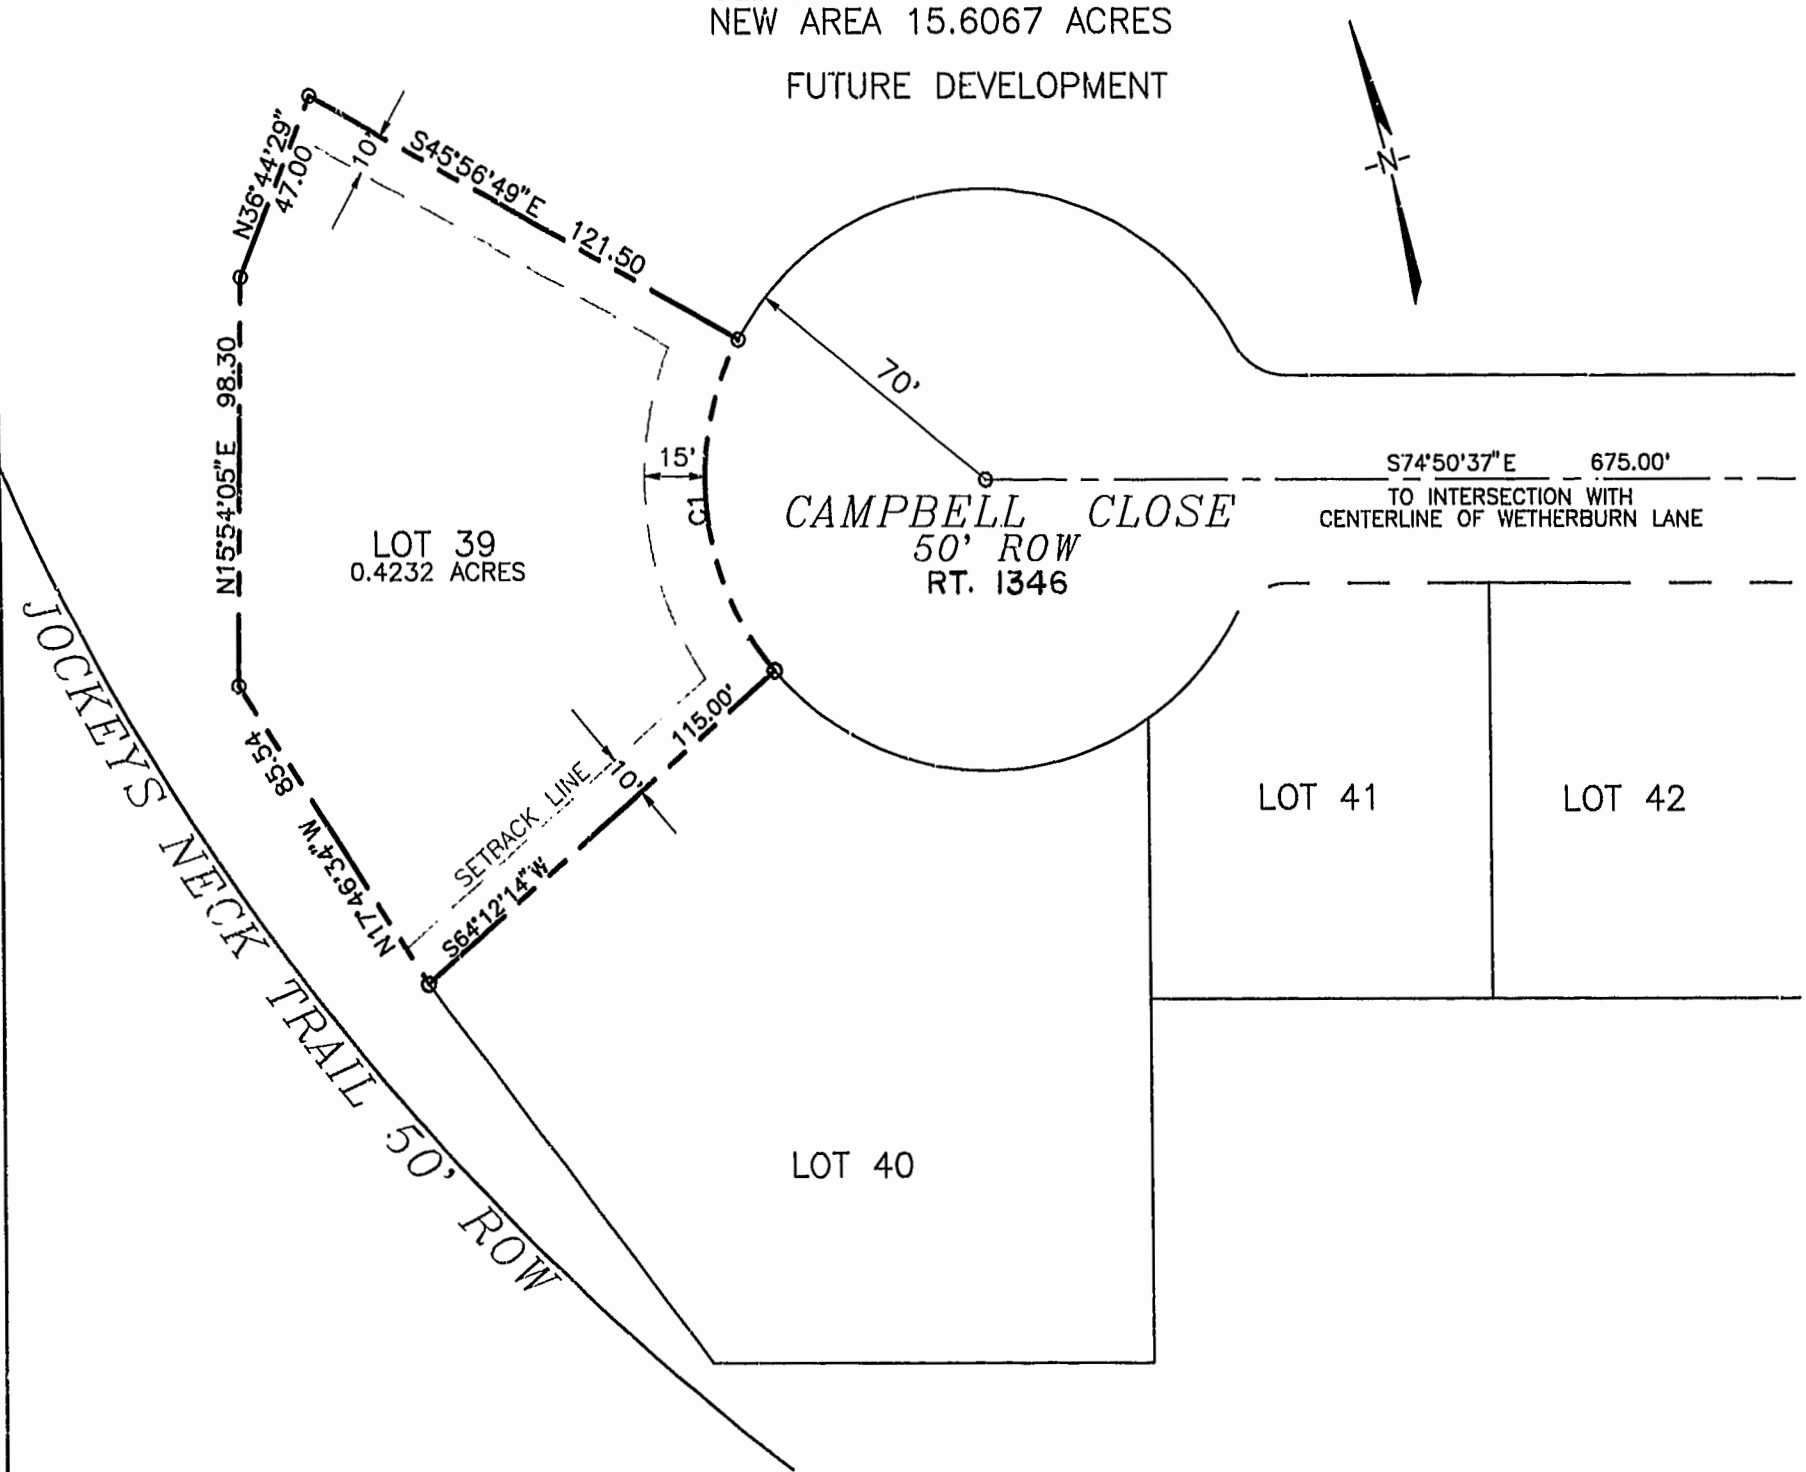 NEW AREA 15.6067 ACRES
FUTURE DEVELOPMENT
N
N36°44'29"
47.00
10'
S45°56'49"E 121.50
70'
N15°54'05"E 98.30
15'
C1
S74°50'37"E 675.00'
TO INTERSECTION WITH
CENTERLINE OF WETHERBURN LANE
CAMPBELL CLOSE
50' ROW
RT. 1346
LOT 39
0.4232 ACRES
JOCKEYS NECK TRAIL 50' ROW
N17°46'34"W 85.54
SETBACK LINE
10'
S64°12'14"W 115.00'
LOT 41
LOT 42
LOT 40